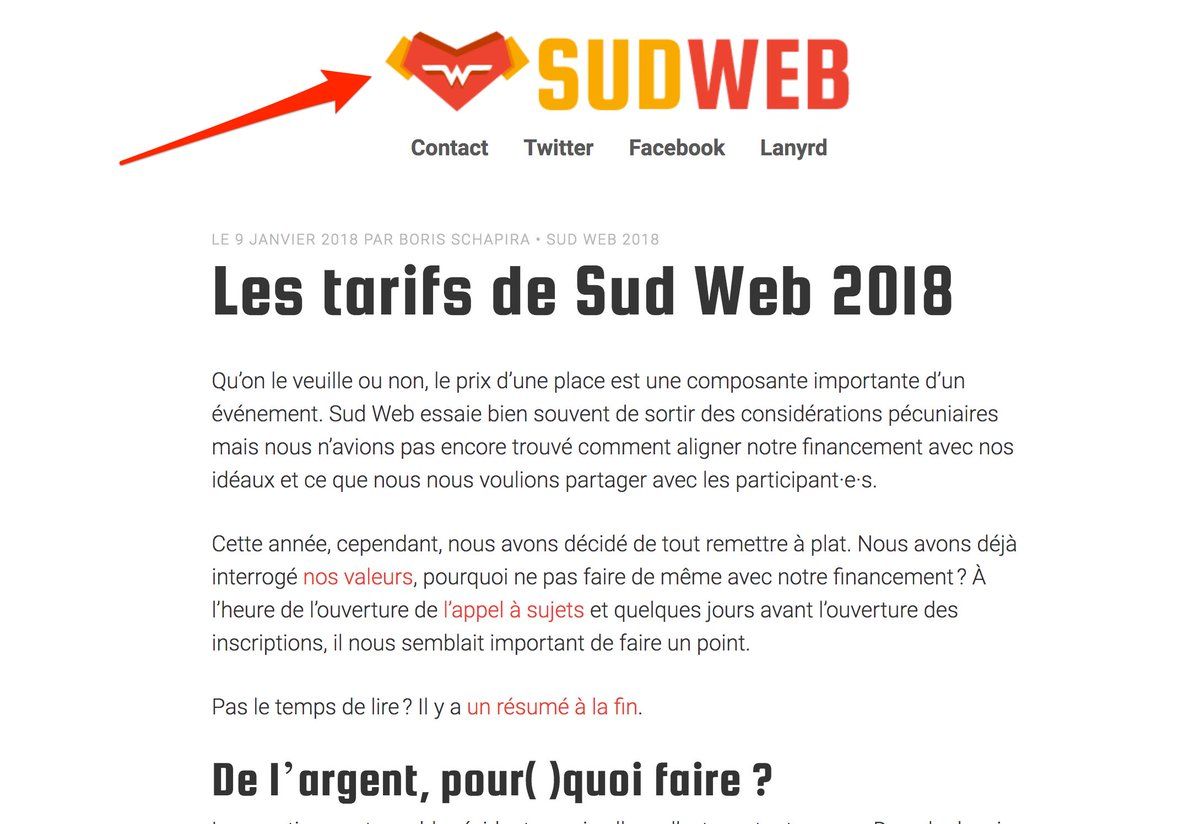 W SUDWEB
Contact Twitter Facebook Lanyrd
LE 9 JANVIER 2018 PAR BORIS SCHAPIRA • SUD WEB 2018
Les tarifs de Sud Web 2018
Qu’on le veuille ou non, le prix d’une place est une composante importante d’un
événement. Sud Web essaie bien souvent de sortir des considérations pécuniaires
mais nous n’avions pas encore trouvé comment aligner notre financement avec nos
idéaux et ce que nous nous voulions partager avec les participant·e·s.
Cette année, cependant, nous avons décidé de tout remettre à plat. Nous avons déjà
interrogé nos valeurs, pourquoi ne pas faire de même avec notre financement ? À
l’heure de l’ouverture de l’appel à sujets et quelques jours avant l’ouverture des
inscriptions, il nous semblait important de faire un point.
Pas le temps de lire ? Il y a un résumé à la fin.
De l’argent, pour( )quoi faire ?